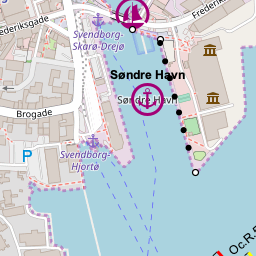 Frederiksgade
Frederik
Svendborg-
Skarø-Drejø
Søndre Havn
Søndre Havn
Brogade
P
Svendborg-
Hjortø
Oc.R.